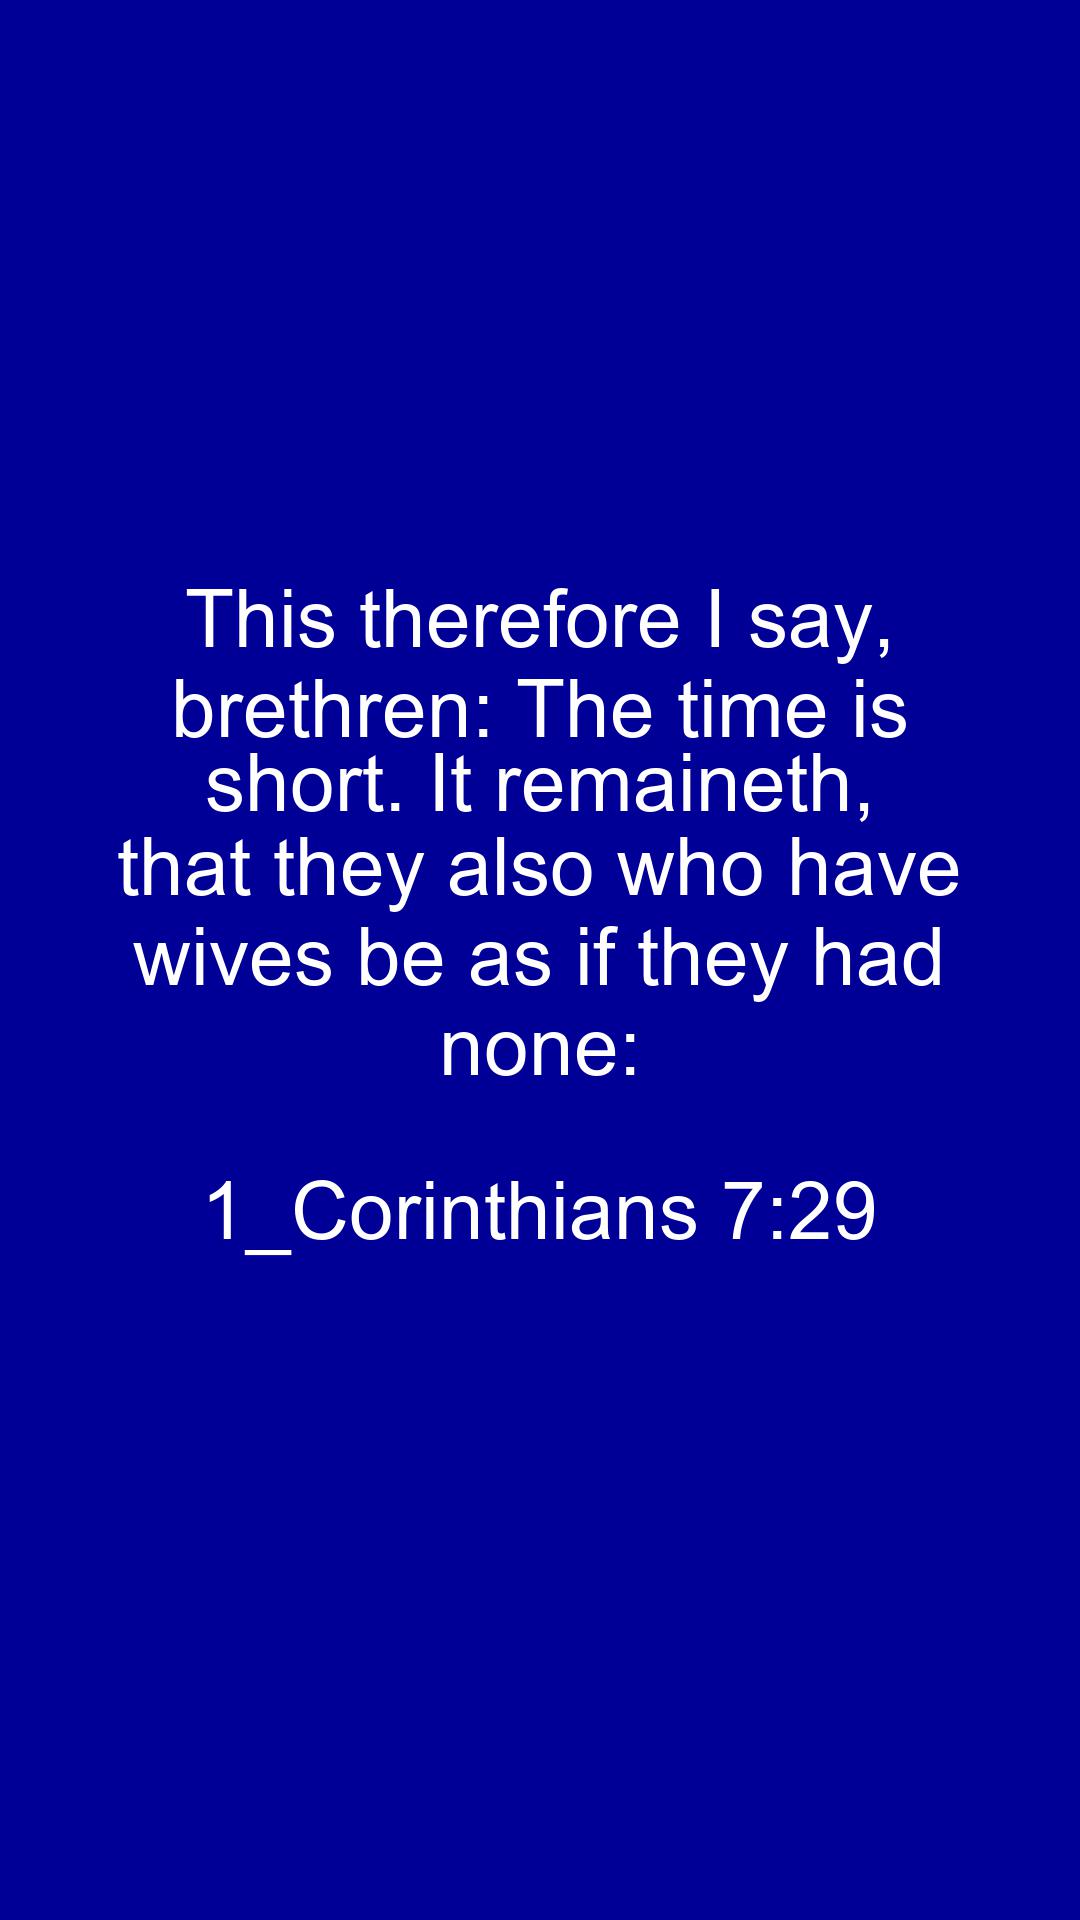 This therefore I say,
brethren: The time is
short. It remaineth,
that they also who have
wives be as if they had
none:
1_Corinthians 7:29